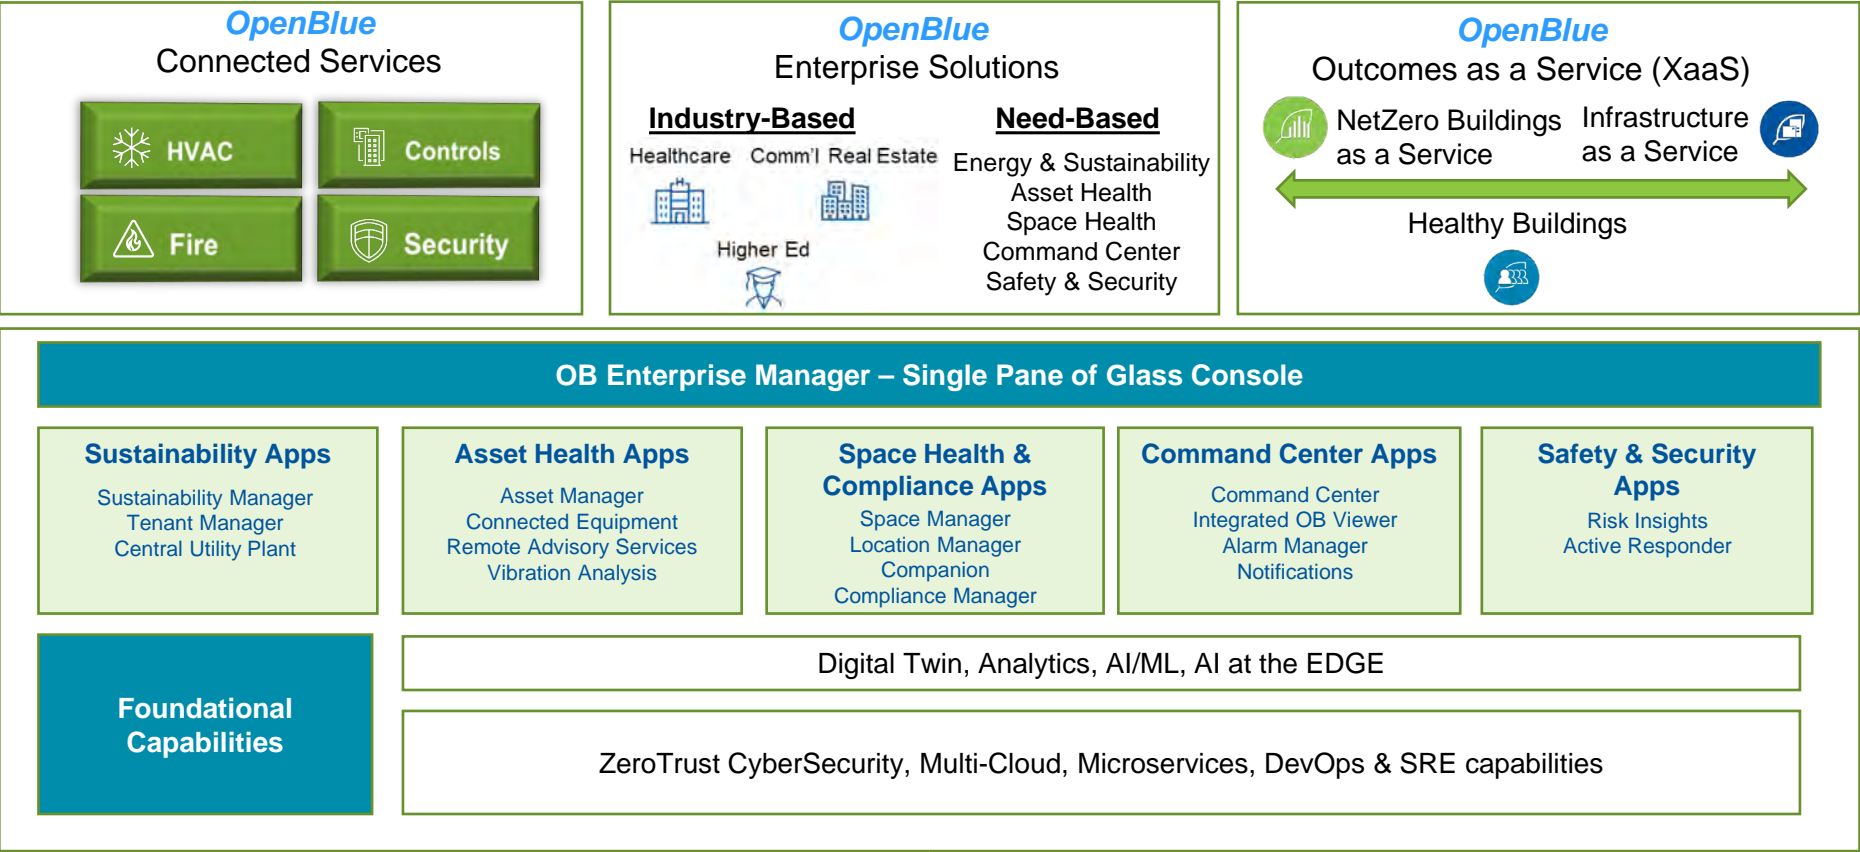 OpenBlue
Connected Services
HVAC
Controls
Fire
Security
OpenBlue
Enterprise Solutions
Industry-Based
Healthcare
Comm'l Real Estate
Higher Ed
Need-Based
Energy & Sustainability
Asset Health
Space Health
Command Center
Safety & Security
OpenBlue
Outcomes as a Service (XaaS)
NetZero Buildings
as a Service
Infrastructure
as a Service
Healthy Buildings
OB Enterprise Manager – Single Pane of Glass Console
Sustainability Apps
Sustainability Manager
Tenant Manager
Central Utility Plant
Asset Health Apps
Asset Manager
Connected Equipment
Remote Advisory Services
Vibration Analysis
Space Health &
Compliance Apps
Space Manager
Location Manager
Companion
Compliance Manager
Command Center Apps
Command Center
Integrated OB Viewer
Alarm Manager
Notifications
Safety & Security
Apps
Risk Insights
Active Responder
Foundational
Capabilities
Digital Twin, Analytics, AI/ML, AI at the EDGE
ZeroTrust CyberSecurity, Multi-Cloud, Microservices, DevOps & SRE capabilities